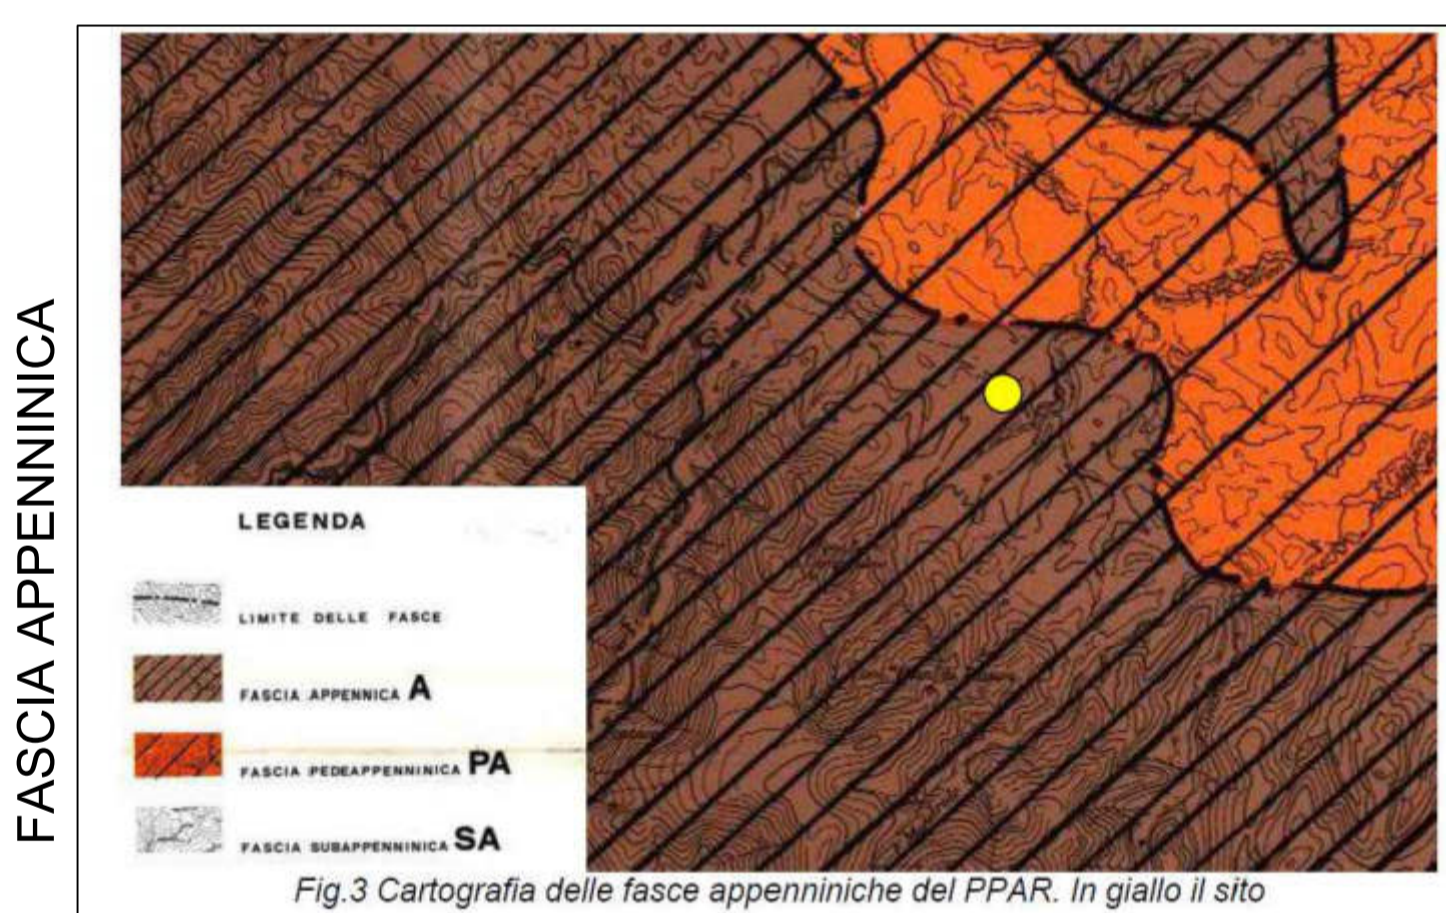 FASCIA APPENNINICA
LEGENDA
LIMITE DELLE FASCE
FASCIA APPENNICA A
FASCIA PEDEAPPENNINICA PA
FASCIA SUBAPPENNINICA SA
Fig.3 Cartografia delle fasce appenniniche del PPAR. In giallo il sito